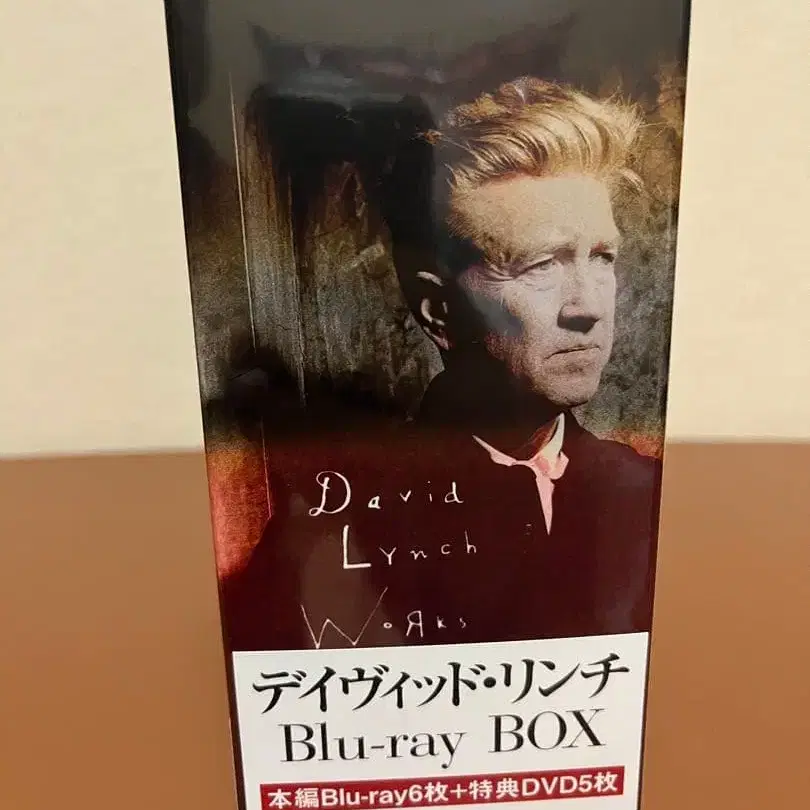 David
Lynch
WoЯks
デイヴィッド・リンチ
Blu-ray BOX
本編Blu-ray6枚+特典DVD5枚